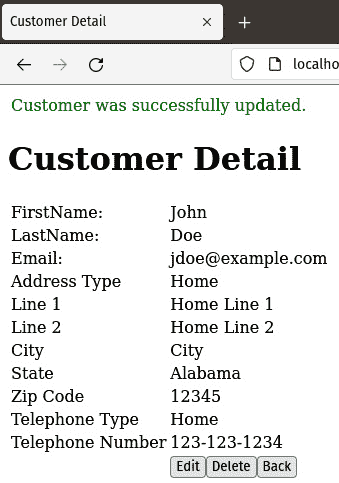 Customer Detail
localho
Customer was successfully updated.
Customer Detail
FirstName: John
LastName: Doe
Email: jdoe@example.com
Address Type Home
Line 1 Home Line 1
Line 2 Home Line 2
City City
State Alabama
Zip Code 12345
Telephone Type Home
Telephone Number 123-123-1234
Edit Delete Back